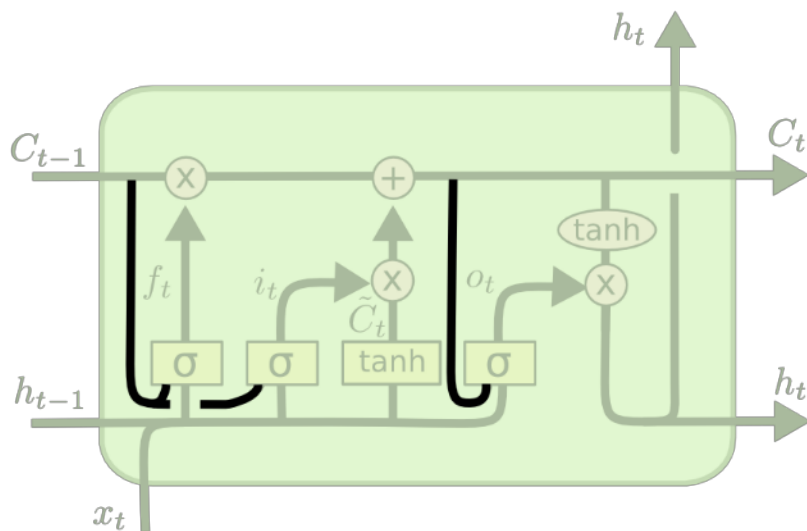 h_t
C_{t-1}
C_t
×
+
tanh
f_t
i_t
×
o_t
×
C̃_t
σ
σ
tanh
σ
h_{t-1}
h_t
x_t